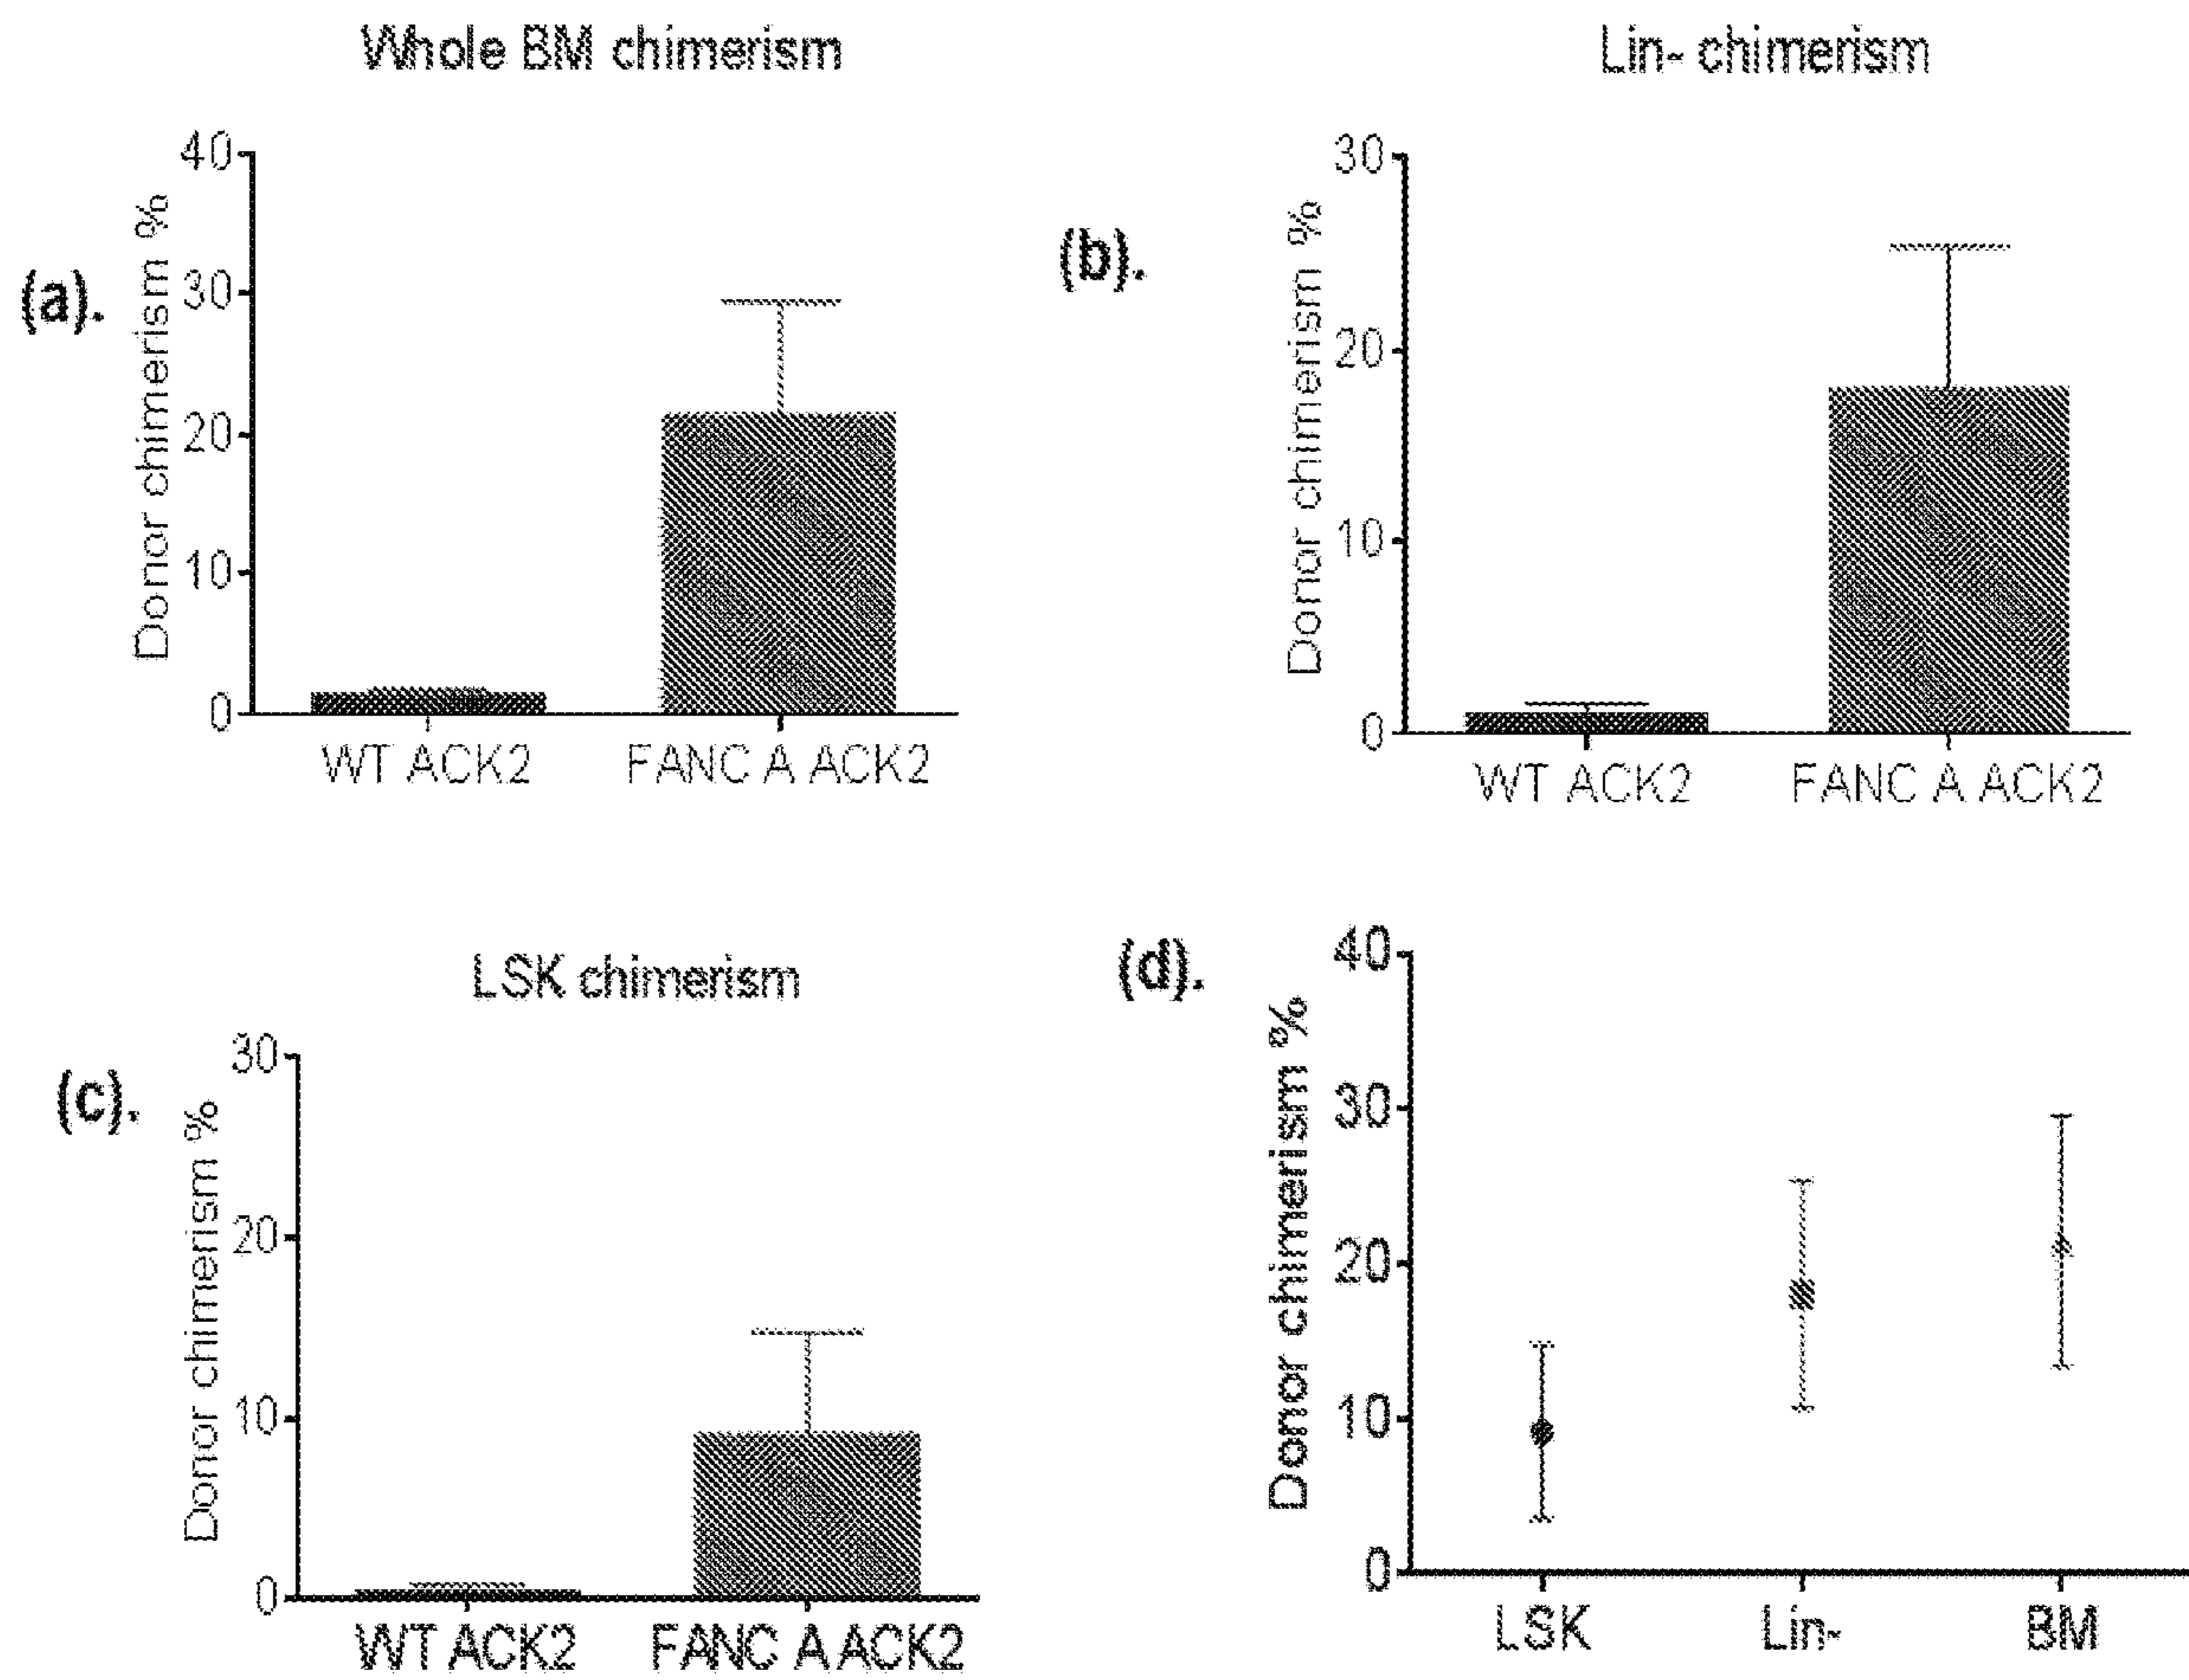 Whole BM chimerism
(a).
Donor chimerism %
40
30
20
10
0
WT ACK2
FANC A ACK2
Lin- chimerism
(b).
Donor chimerism %
30
20
10
0
WT ACK2
FANC A ACK2
LSK chimerism
(c).
Donor chimerism %
30
20
10
0
WT ACK2
FANC A ACK2
(d).
Donor chimerism %
40
30
20
10
0
LSK
Lin-
BM